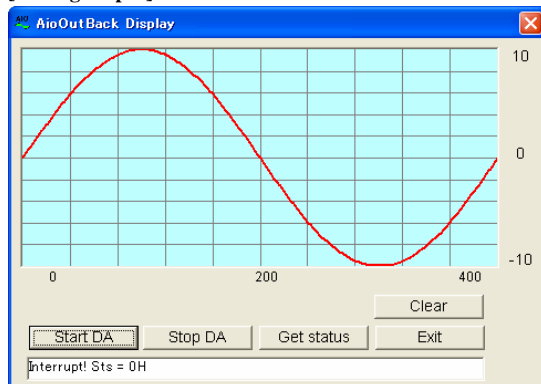 AioOutBack Display
10
0
-10
0 200 400
Clear
Start DA Stop DA Get status Exit
Interrupt! Sts = 0H